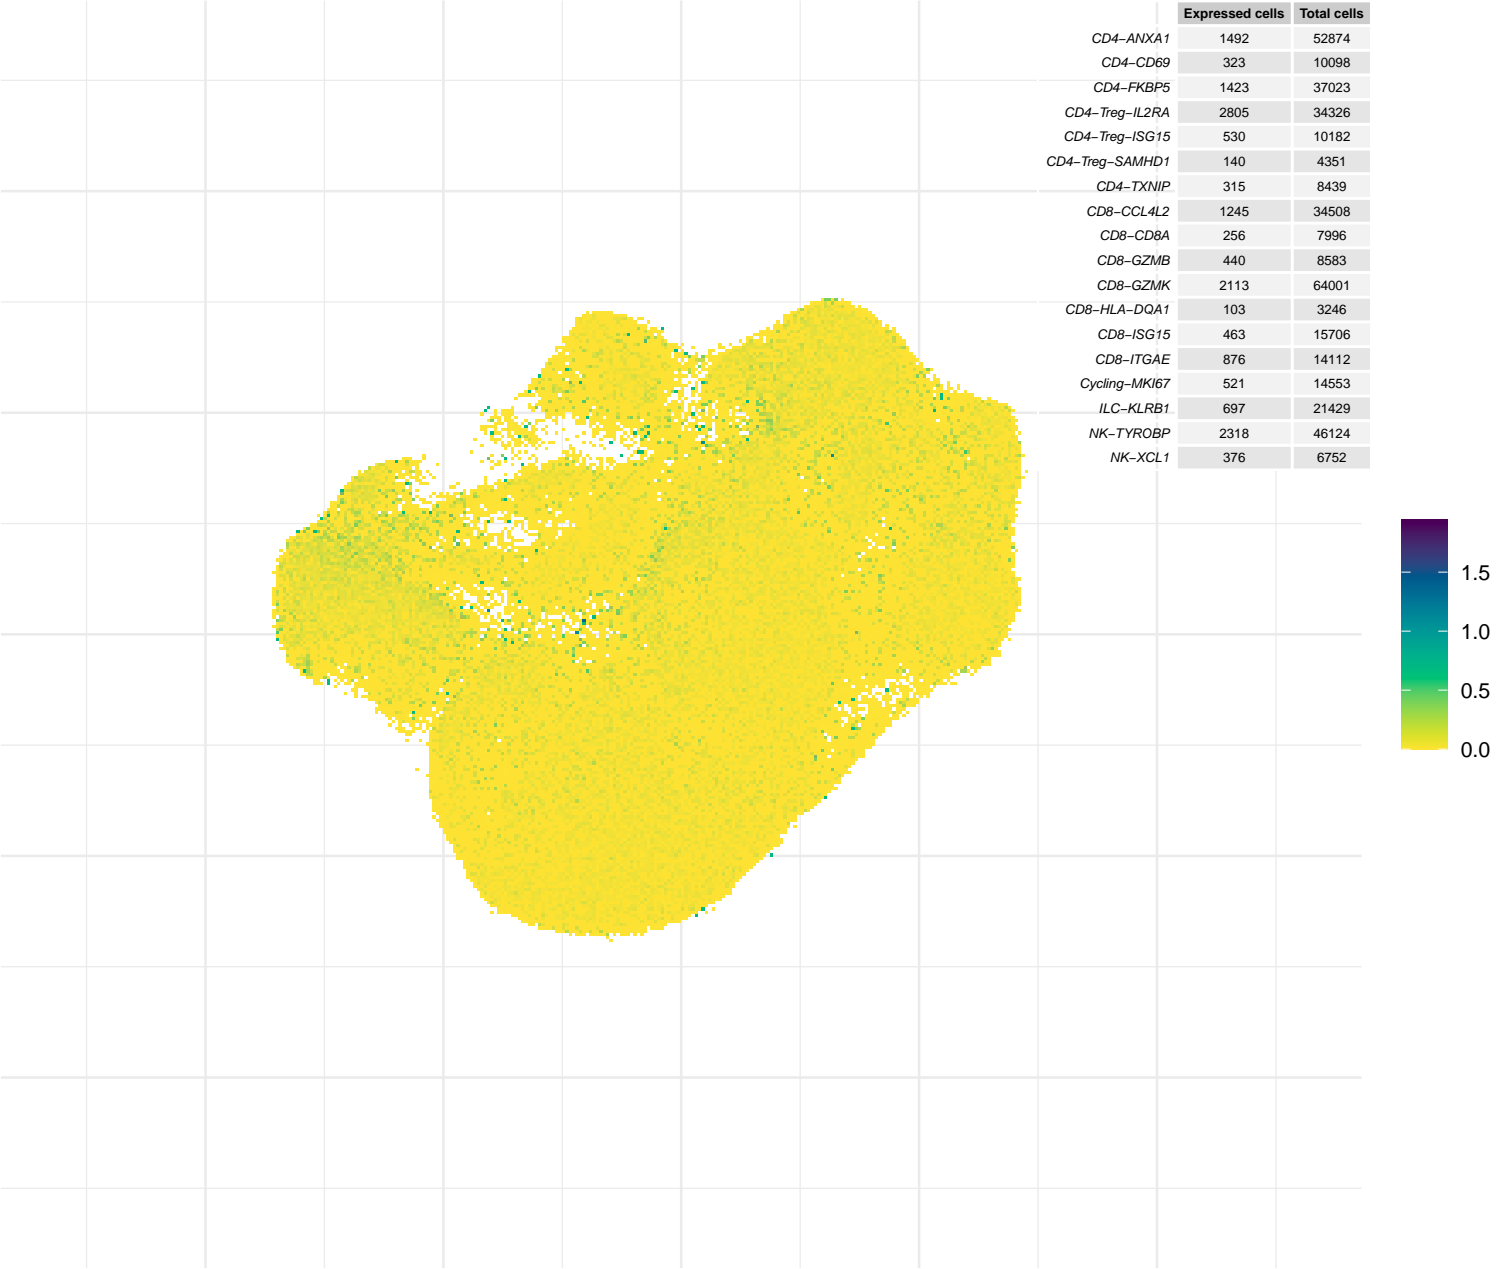 Expressed cells Total cells
CD4−ANXA1 1492 52874
CD4−CD69 323 10098
CD4−FKBP5 1423 37023
CD4−Treg−IL2RA 2805 34326
CD4−Treg−ISG15 530 10182
CD4−Treg−SAMHD1 140 4351
CD4−TXNIP 315 8439
CD8−CCL4L2 1245 34508
CD8−CD8A 256 7996
CD8−GZMB 440 8583
CD8−GZMK 2113 64001
CD8−HLA−DQA1 103 3246
CD8−ISG15 463 15706
CD8−ITGAE 876 14112
Cycling−MKI67 521 14553
ILC−KLRB1 697 21429
NK−TYROBP 2318 46124
NK−XCL1 376 6752
1.5
1.0
0.5
0.0